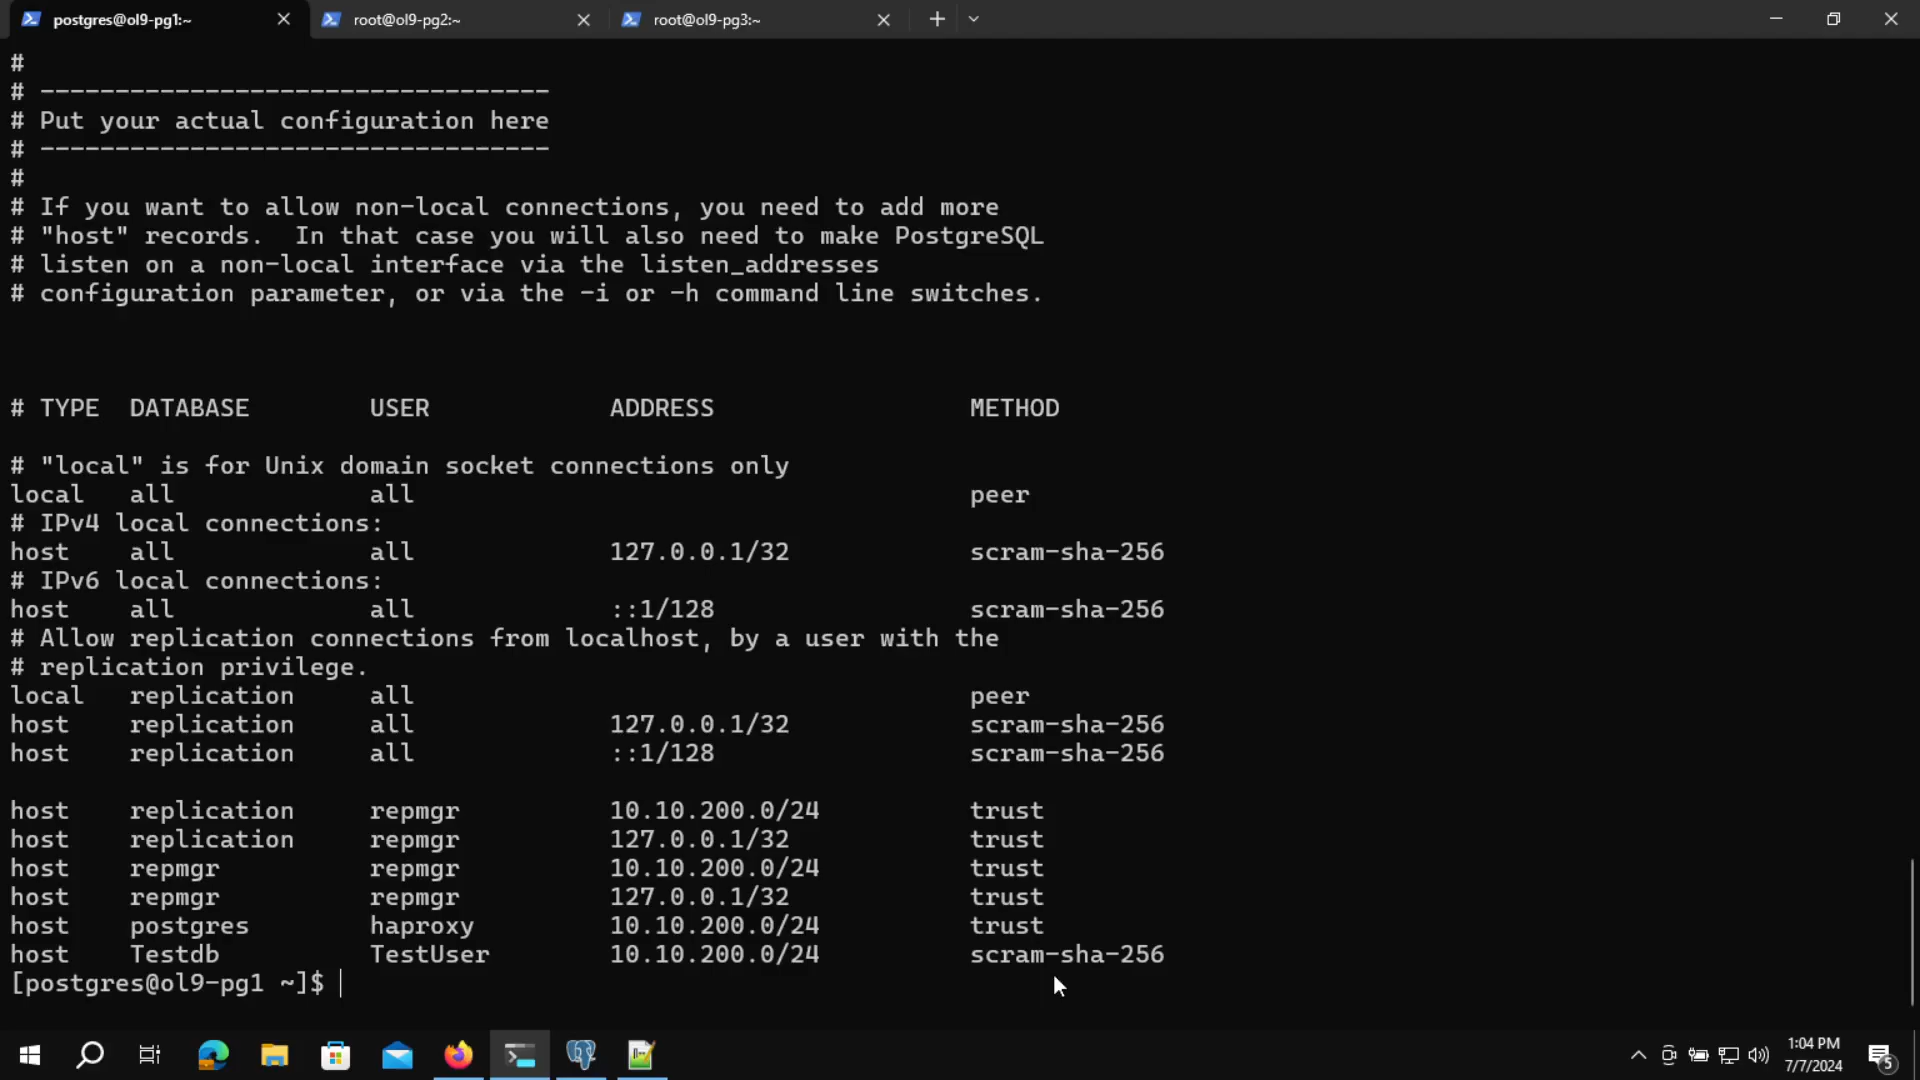 postgres@ol9-pg1:~ root@ol9-pg2:~ root@ol9-pg3:~
#
# ----------------------------------
# Put your actual configuration here
# ----------------------------------
#
# If you want to allow non-local connections, you need to add more
# "host" records.  In that case you will also need to make PostgreSQL
# listen on a non-local interface via the listen_addresses
# configuration parameter, or via the -i or -h command line switches.
# TYPE  DATABASE        USER            ADDRESS                 METHOD
# "local" is for Unix domain socket connections only
local   all             all                                     peer
# IPv4 local connections:
host    all             all             127.0.0.1/32            scram-sha-256
# IPv6 local connections:
host    all             all             ::1/128                 scram-sha-256
# Allow replication connections from localhost, by a user with the
# replication privilege.
local   replication     all                                     peer
host    replication     all             127.0.0.1/32            scram-sha-256
host    replication     all             ::1/128                 scram-sha-256
host    replication     repmgr          10.10.200.0/24          trust
host    replication     repmgr          127.0.0.1/32            trust
host    repmgr          repmgr          10.10.200.0/24          trust
host    repmgr          repmgr          127.0.0.1/32            trust
host    postgres        haproxy         10.10.200.0/24          trust
host    Testdb          TestUser        10.10.200.0/24          scram-sha-256
[postgres@ol9-pg1 ~]$
1:04 PM
7/7/2024
5